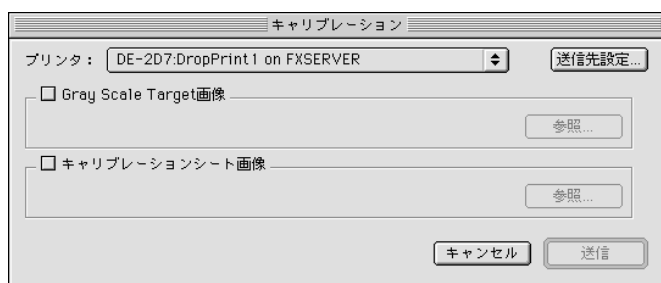 キャリブレーション
プリンタ： DE-2D7:DropPrint1 on FXSERVER 送信先設定...
Gray Scale Target画像
参照...
キャリブレーションシート画像
参照...
キャンセル 送信